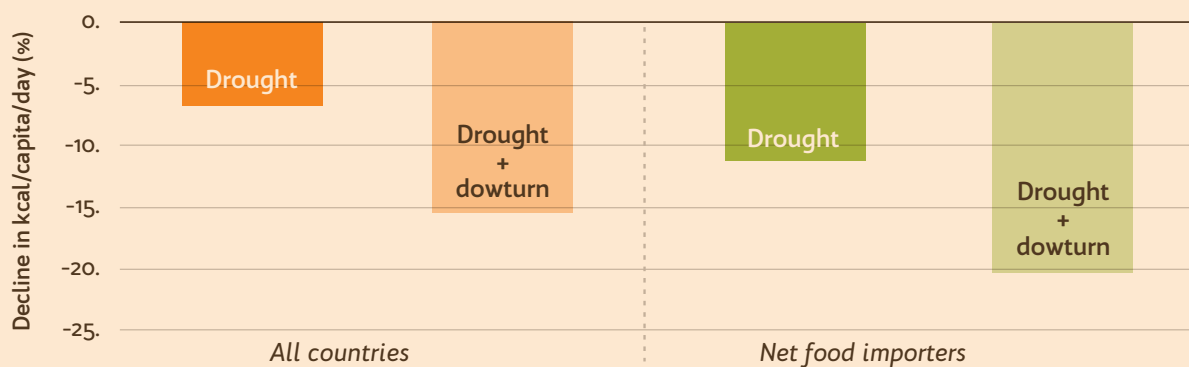 Decline in kcal/capita/day (%)
0.
-5.
-10.
-15.
-20.
-25.
Drought
Drought
+
dowturn
Drought
Drought
+
dowturn
All countries
Net food importers